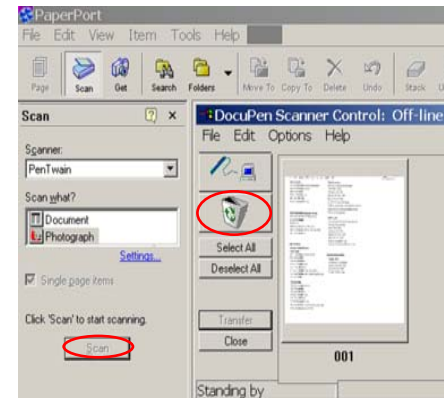 PaperPort
File Edit View Item Tools Help
Page Scan Get Search Folders Move To Copy To Delete Undo Stack
Scan
Scanner:
PenTwain
Scan what?
Document
Photograph
Settings...
Single page items
Click 'Scan' to start scanning.
Scan
DocuPen Scanner Control: Off-line
File Edit Options Help
Select All
Deselect All
Transfer
Close
001
Standing by